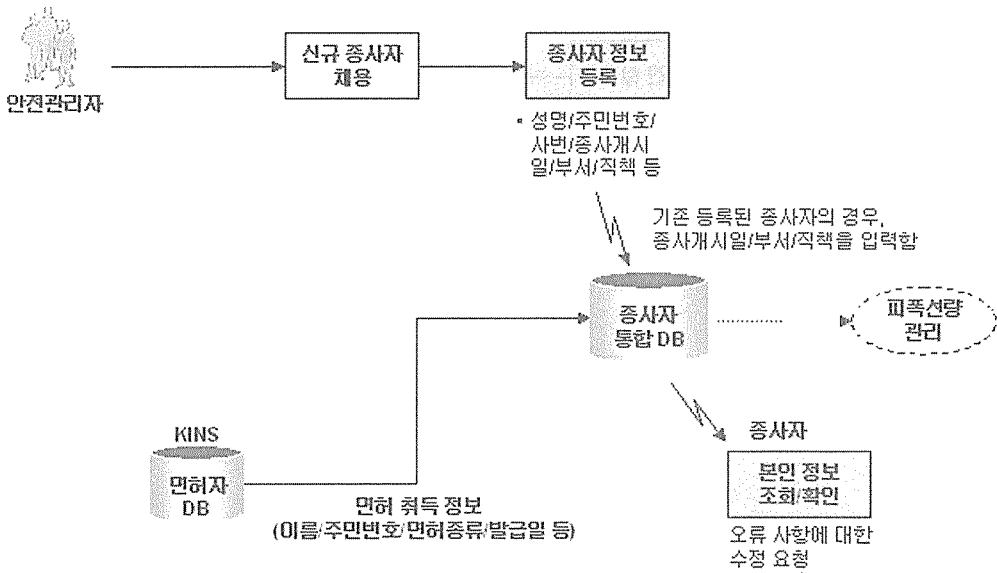 안전관리자
신규 종사자
채용
종사자 정보
등록
• 성명/주민번호/
사번/종사개시
일/부서/직책 등
기존 등록된 종사자의 경우,
종사개시일/부서/직책을 입력함
종사자
통합 DB
피폭선량
관리
KINS
면허자
DB
면허 취득 정보
(이름/주민번호/면허종류/발급일 등)
종사자
본인 정보
조회/확인
오류 사항에 대한
수정 요청